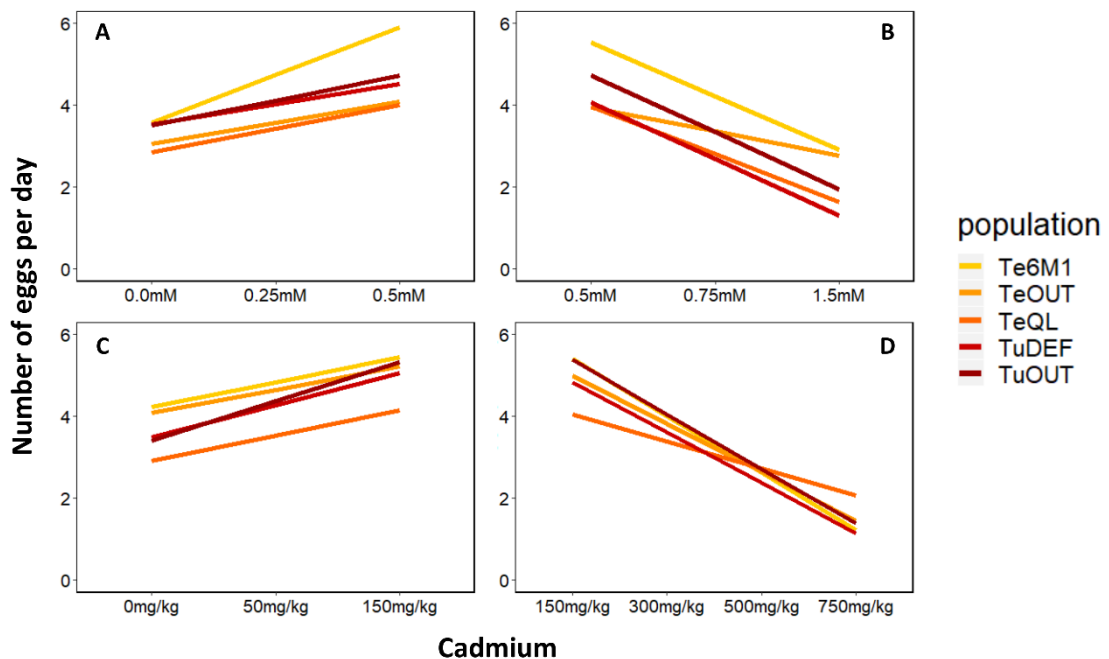 A
6
4
2
0
0.0mM 0.25mM 0.5mM
B
6
4
2
0
0.5mM 0.75mM 1.5mM
C
6
4
2
0
0mg/kg 50mg/kg 150mg/kg
D
6
4
2
0
150mg/kg 300mg/kg 500mg/kg 750mg/kg
Number of eggs per day
Cadmium
population
Te6M1
TeOUT
TeQL
TuDEF
TuOUT